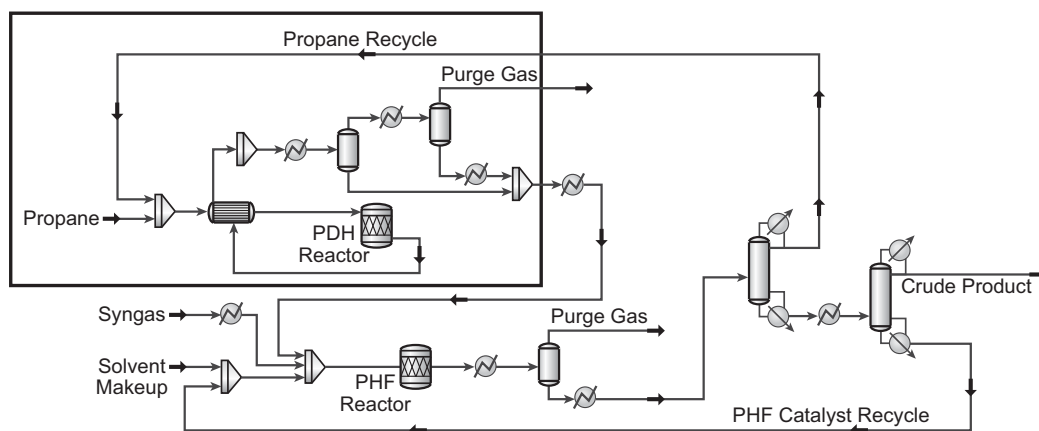 Propane Recycle
Purge Gas
Propane
PDH
Reactor
Crude Product
Syngas
Purge Gas
Solvent
Makeup
PHF
Reactor
PHF Catalyst Recycle